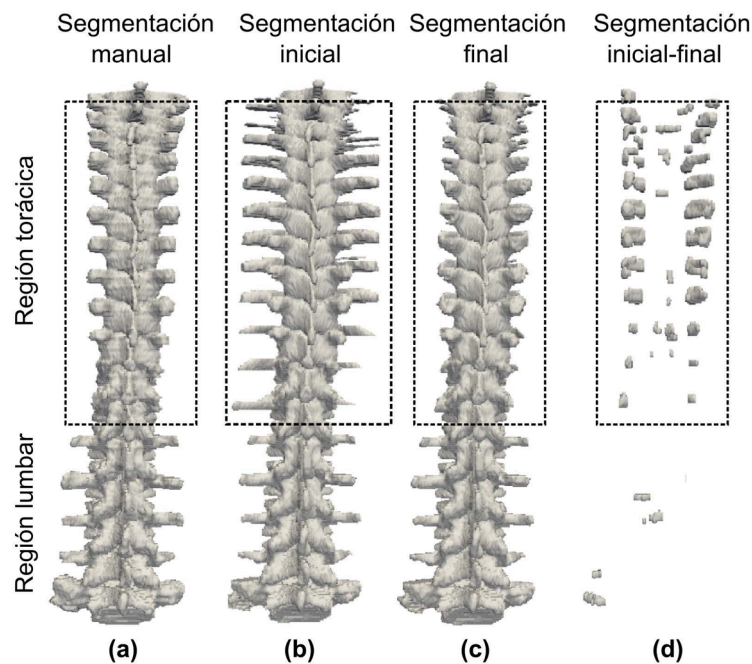 Segmentación
manual
Segmentación
inicial
Segmentación
final
Segmentación
inicial-final
Región torácica
Región lumbar
(a)
(b)
(c)
(d)